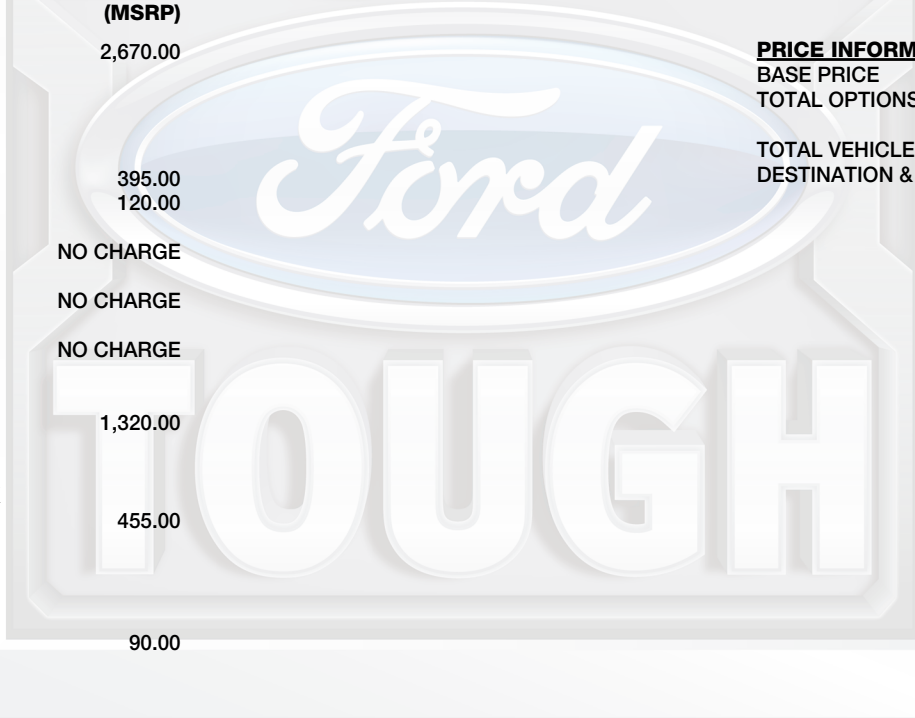 (MSRP)
2,670.00
395.00
120.00
NO CHARGE
NO CHARGE
NO CHARGE
1,320.00
455.00
90.00
PRICE INFORM
BASE PRICE
TOTAL OPTIONS
TOTAL VEHICLE
DESTINATION &
Ford
TOUGH